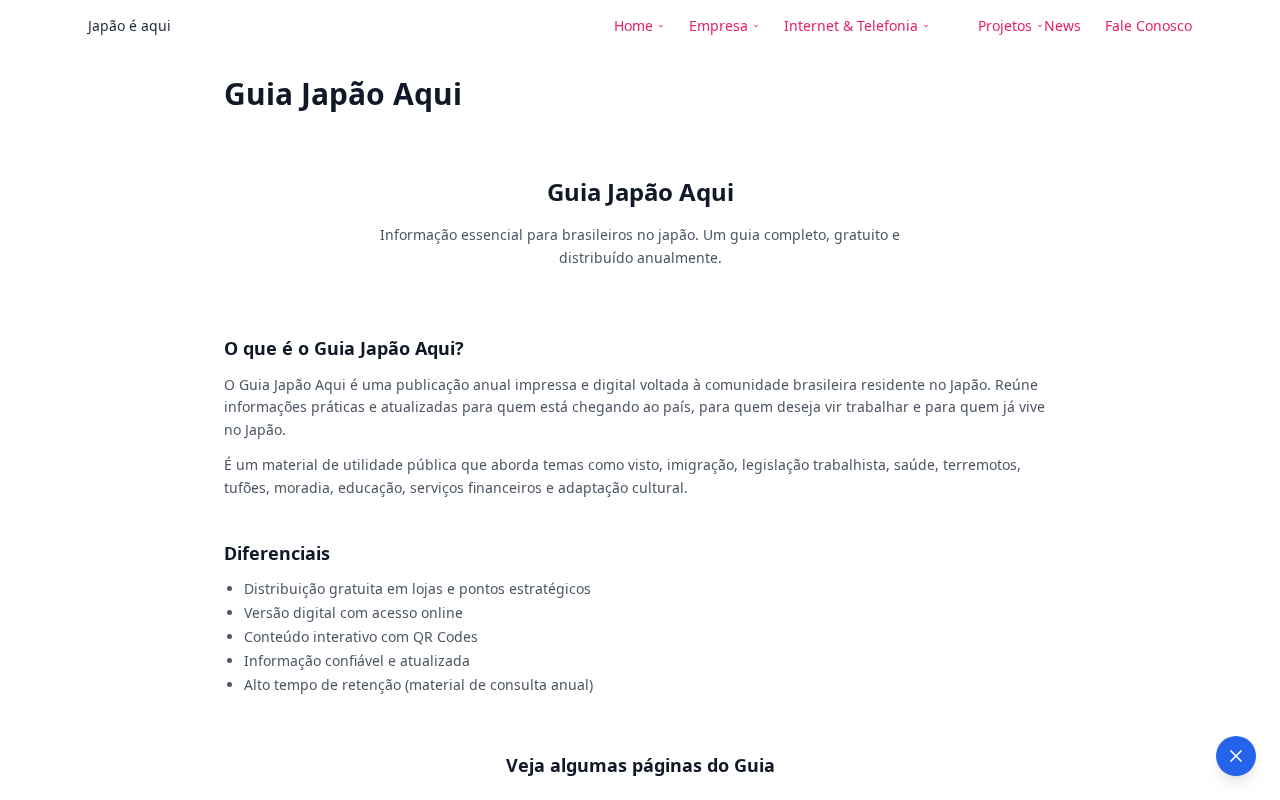 Japão é aqui
Home
Empresa
Internet & Telefonia
Projetos
News
Fale Conosco
Guia Japão Aqui
Guia Japão Aqui
Informação essencial para brasileiros no japão. Um guia completo, gratuito e
distribuído anualmente.
O que é o Guia Japão Aqui?
O Guia Japão Aqui é uma publicação anual impressa e digital voltada à comunidade brasileira residente no Japão. Reúne
informações práticas e atualizadas para quem está chegando ao país, para quem deseja vir trabalhar e para quem já vive
no Japão.
É um material de utilidade pública que aborda temas como visto, imigração, legislação trabalhista, saúde, terremotos,
tufões, moradia, educação, serviços financeiros e adaptação cultural.
Diferenciais
• Distribuição gratuita em lojas e pontos estratégicos
• Versão digital com acesso online
• Conteúdo interativo com QR Codes
• Informação confiável e atualizada
• Alto tempo de retenção (material de consulta anual)
Veja algumas páginas do Guia